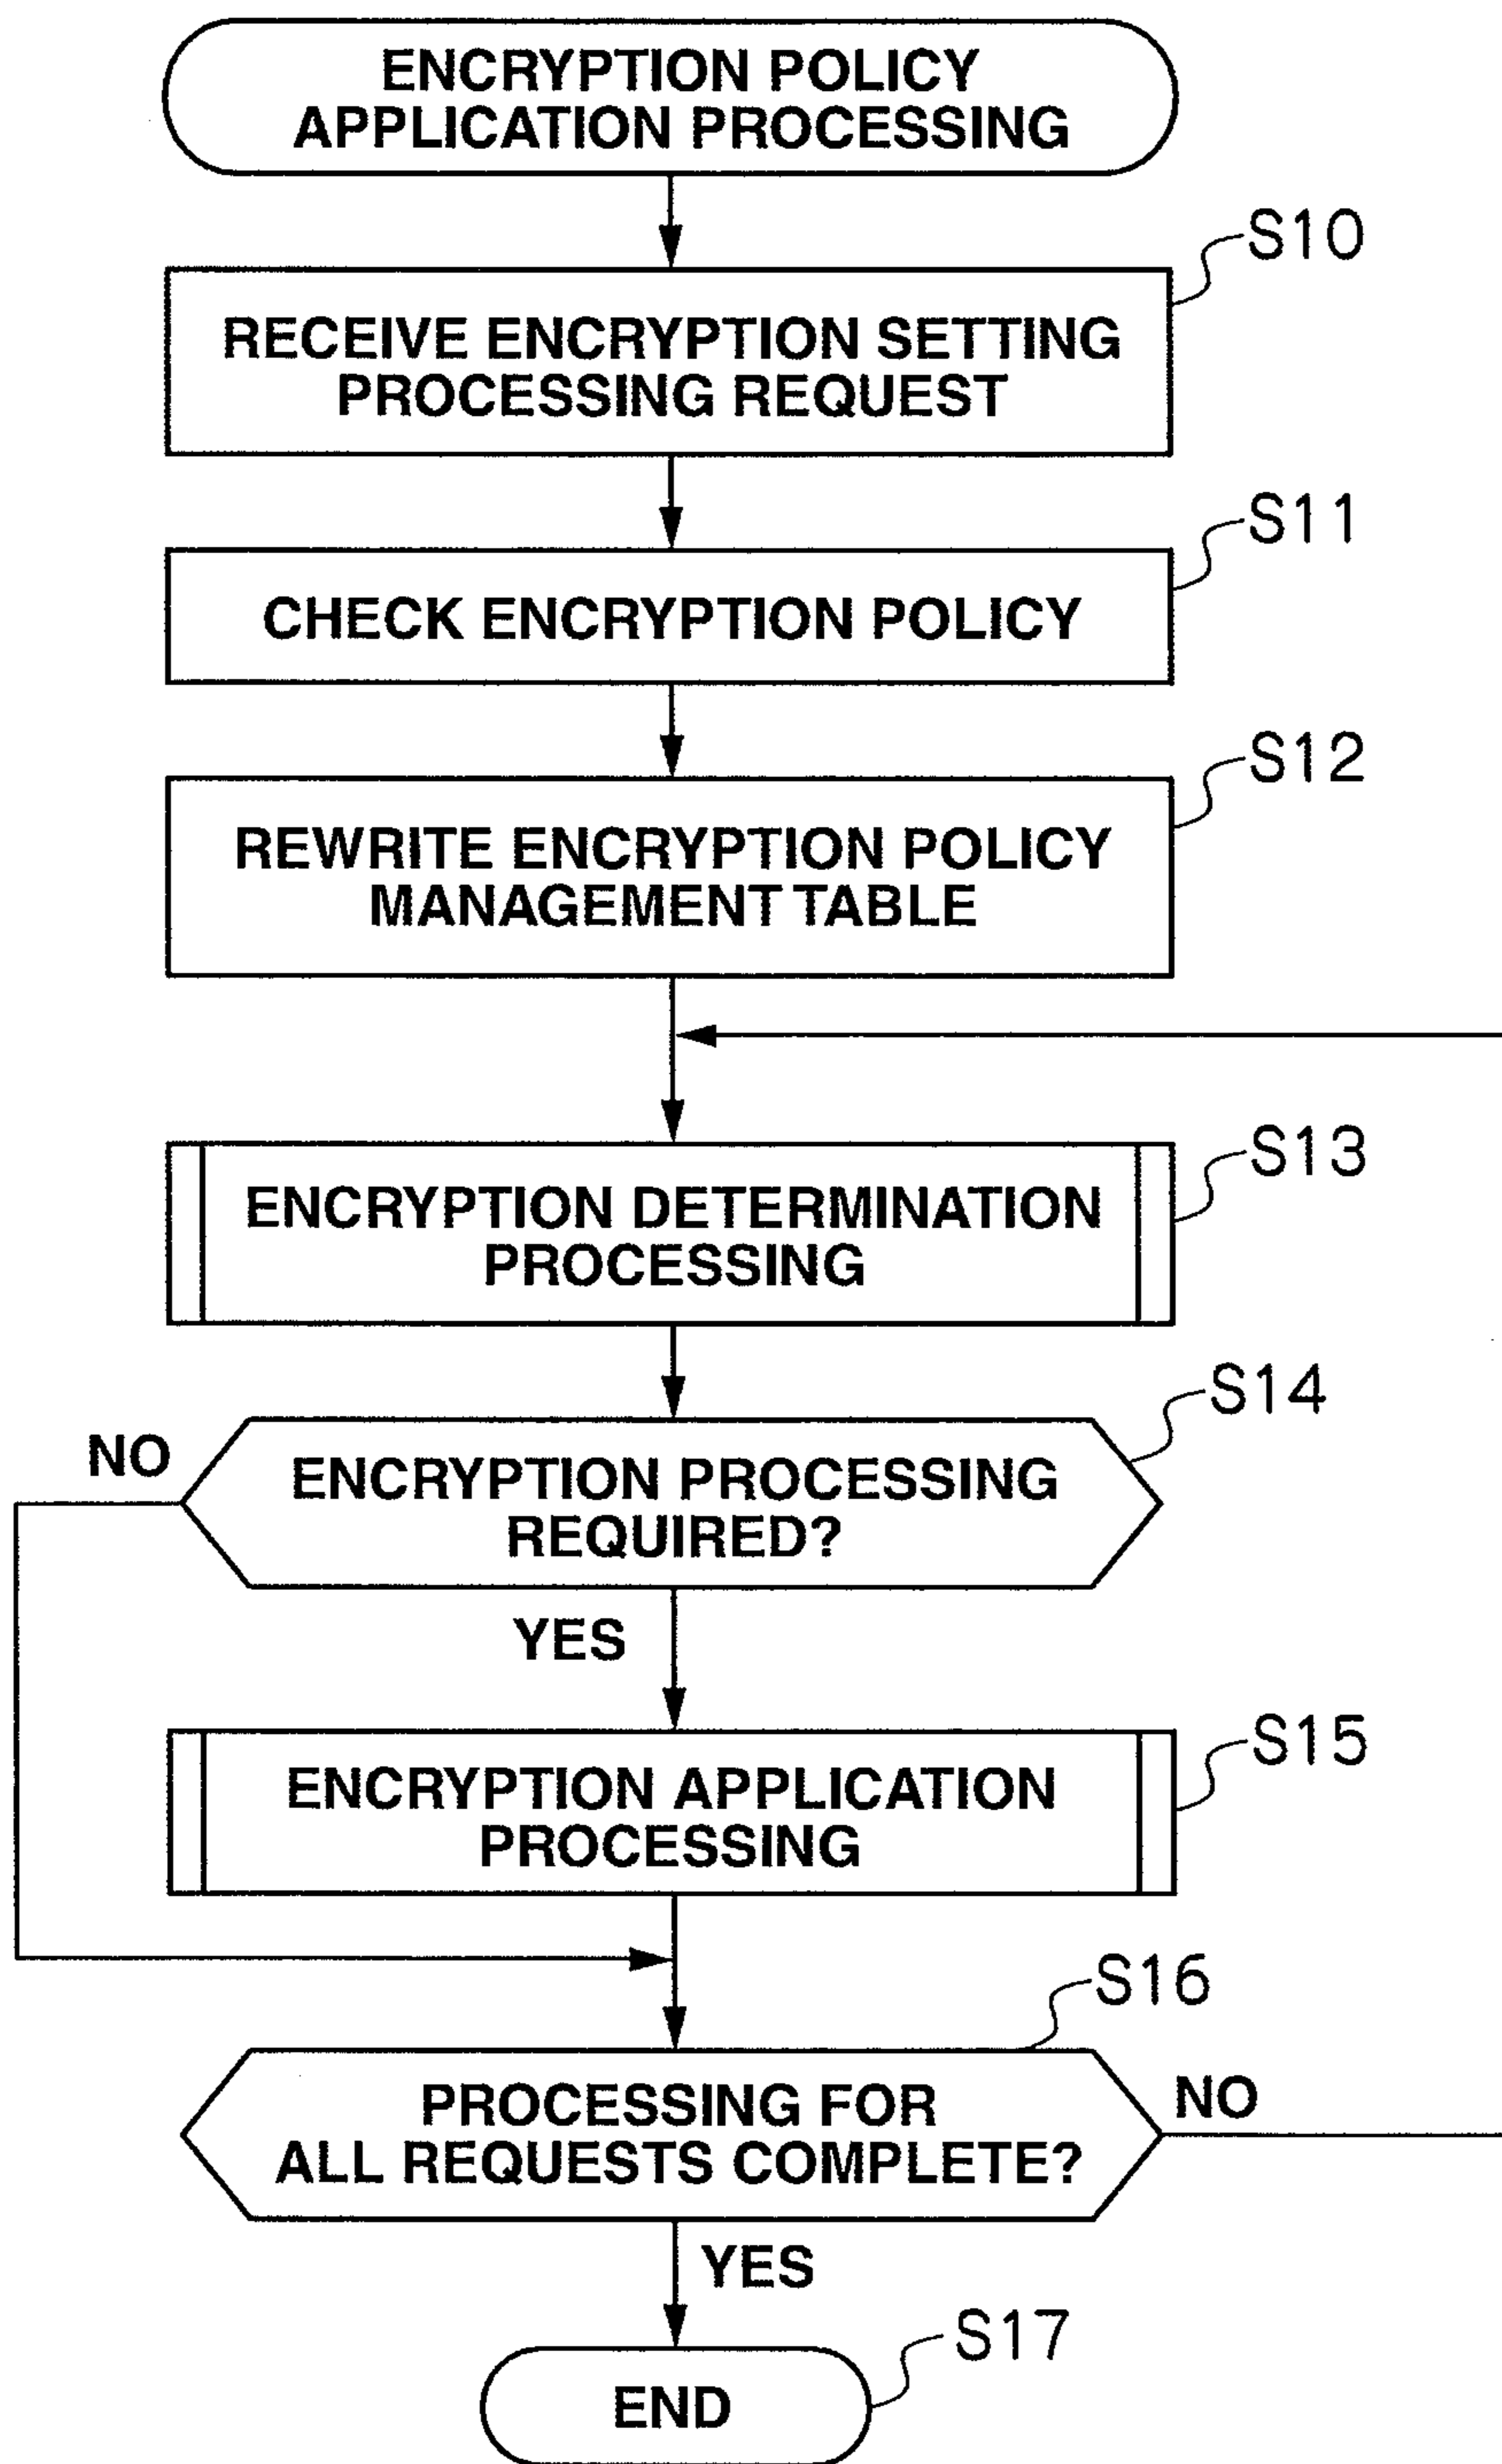 ENCRYPTION POLICY
APPLICATION PROCESSING
S10
RECEIVE ENCRYPTION SETTING
PROCESSING REQUEST
S11
CHECK ENCRYPTION POLICY
S12
REWRITE ENCRYPTION POLICY
MANAGEMENT TABLE
S13
ENCRYPTION DETERMINATION
PROCESSING
S14
NO
ENCRYPTION PROCESSING
REQUIRED?
YES
S15
ENCRYPTION APPLICATION
PROCESSING
S16
PROCESSING FOR
ALL REQUESTS COMPLETE?
NO
YES
S17
END